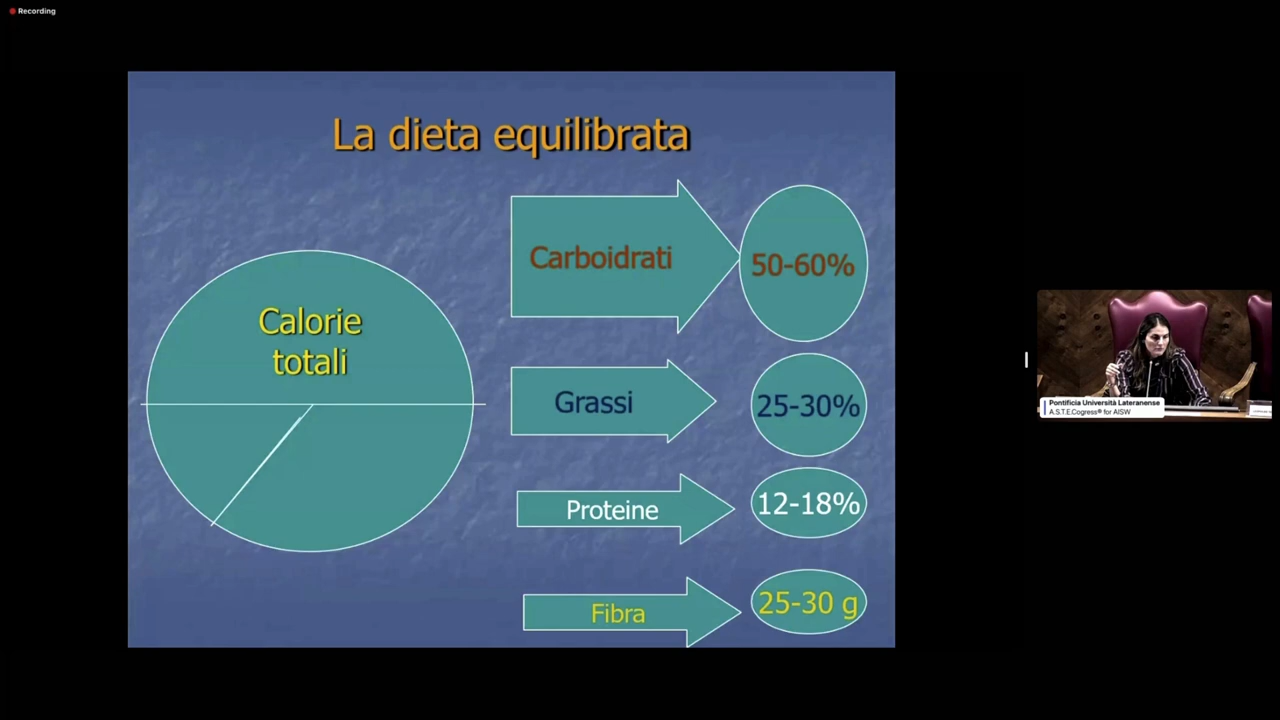 Recording
La dieta equilibrata
Calorie
totali
Carboidrati
50-60%
Grassi
25-30%
Proteine
12-18%
Fibra
25-30 g
Pontificia Università Lateranense
A.S.T.E.Cogress® for AISW